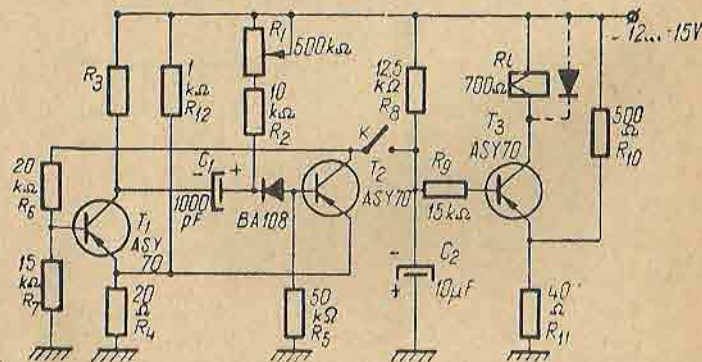 -12...-15V
R3
1
kΩ
R12
R1
500kΩ
10
kΩ
R2
12,5
kΩ
R8
Rl
700Ω
500
Ω
R10
T3
ASY70
K
T2
ASY70
R9
15kΩ
20
kΩ
R6
C1
- +
1000
pF
BA108
T1
ASY
70
15
kΩ
R7
20
Ω
R4
50
kΩ
R5
-
C2
+
10µF
40
Ω
R11